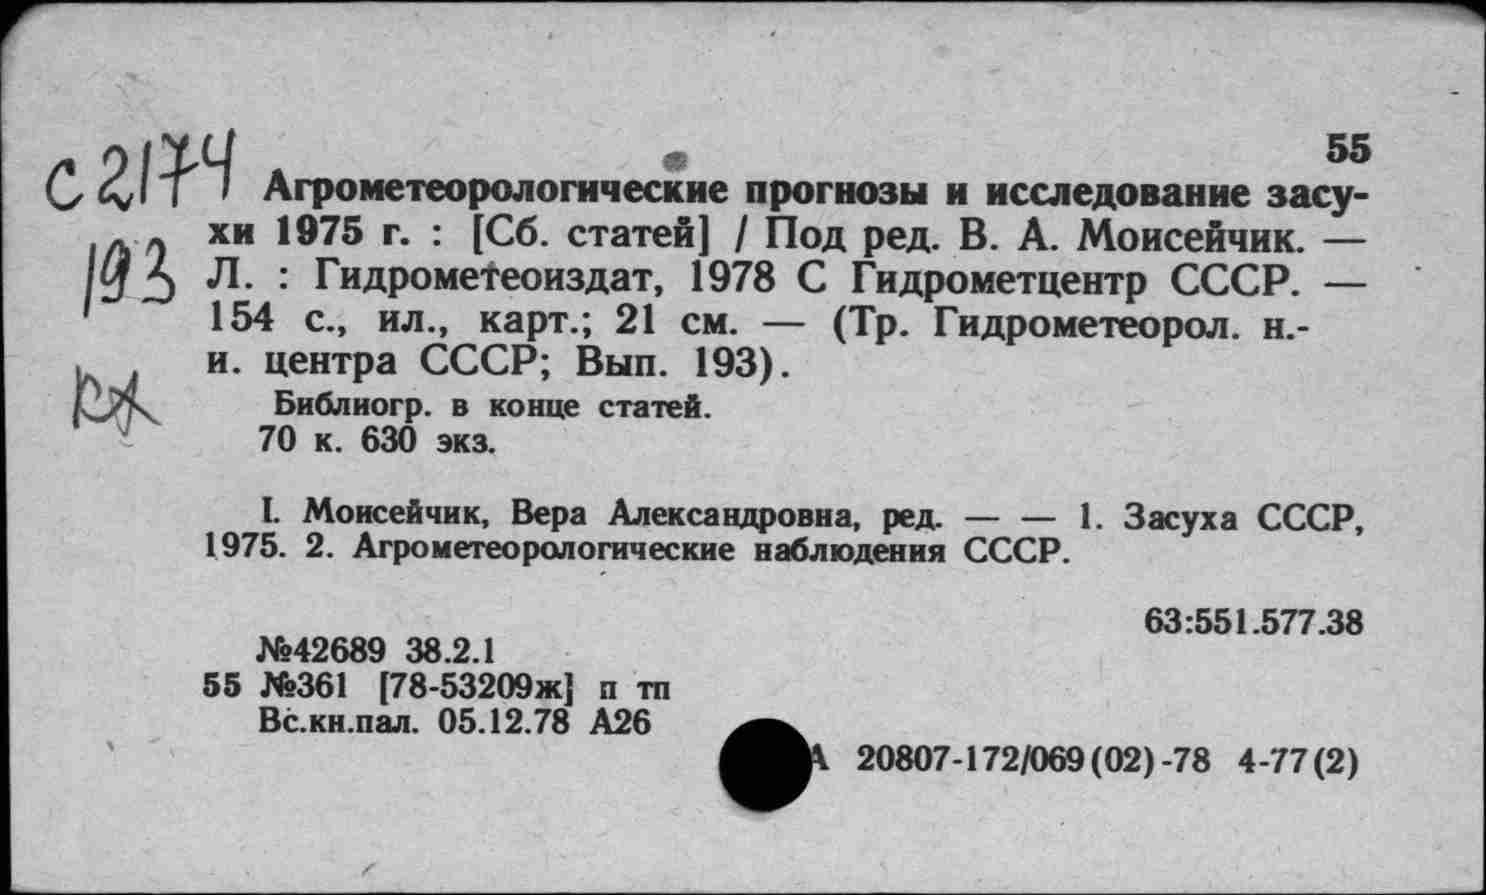 С 2174
55
Агрометеорологические прогнозы и исследование засу-
193
хи 1975 г. : [Сб. статей] / Под ред. В. А. Моисейчик. —
Л. : Гидрометеоиздат, 1978 С Гидрометцентр СССР. —
154 с., ил., карт.; 21 см. — (Тр. Гидрометеорол. н.-
и. центра СССР; Вып. 193).
Библиогр. в конце статей.
70 к. 630 экз.
I. Моисейчик, Вера Александровна, ред. — — 1. Засуха СССР,
1975. 2. Агрометеорологические наблюдения СССР.
63:551.577.38
№42689 38.2.1
55 №361 [78-53209ж] п тп
Вс.кн.пал. 05.12.78 А26
20807-172/069(02)-78 4-77(2)